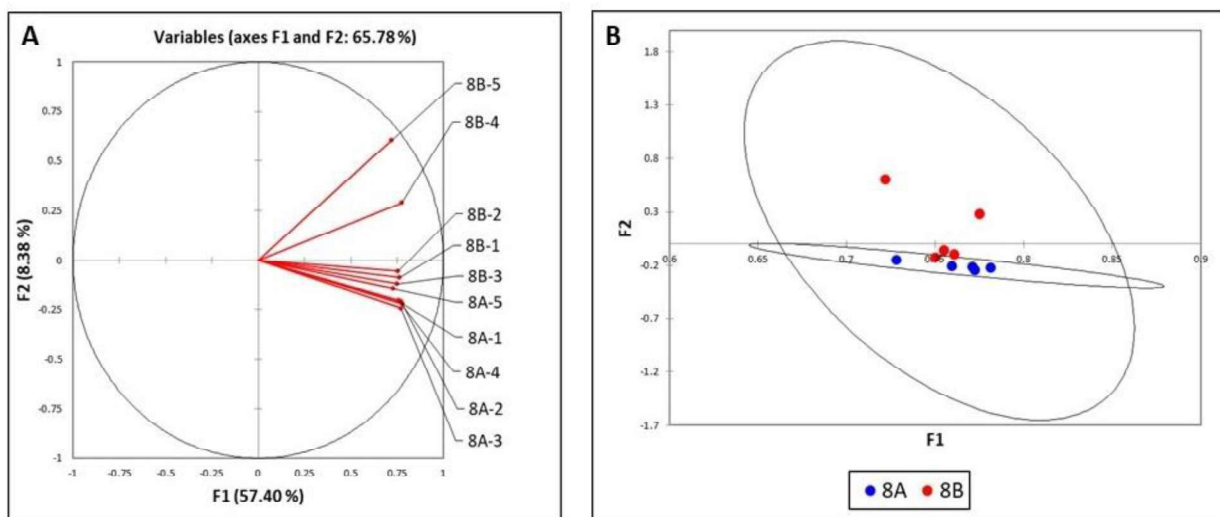 A
Variables (axes F1 and F2: 65.78 %)
1
0.75
0.5
0.25
0
-0.25
-0.5
-0.75
-1
F2 (8.38 %)
8B-5
8B-4
8B-2
8B-1
8B-3
8A-5
8A-1
8A-4
8A-2
8A-3
-1 -0.75 -0.5 -0.25 0 0.25 0.5 0.75 1
F1 (57.40 %)
B
1.8
1.3
0.8
0.3
-0.2
-0.7
-1.2
-1.7
F2
0.6 0.65 0.7 0.8 0.85 0.9
F1
8A 8B